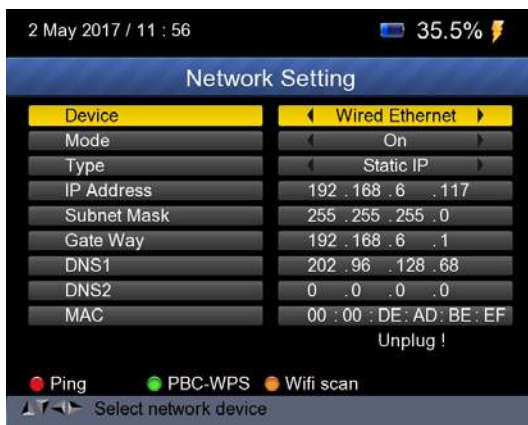 2 May 2017 / 11 : 56 35.5%
Network Setting
Device Wired Ethernet
Mode On
Type Static IP
IP Address 192 .168 .6 .117
Subnet Mask 255 .255 .255 .0
Gate Way 192 .168 .6 .1
DNS1 202 .96 .128 .68
DNS2 0 .0 .0 .0
MAC 00 : 00 : DE: AD: BE: EF
Unplug !
Ping PBC-WPS Wifi scan
Select network device